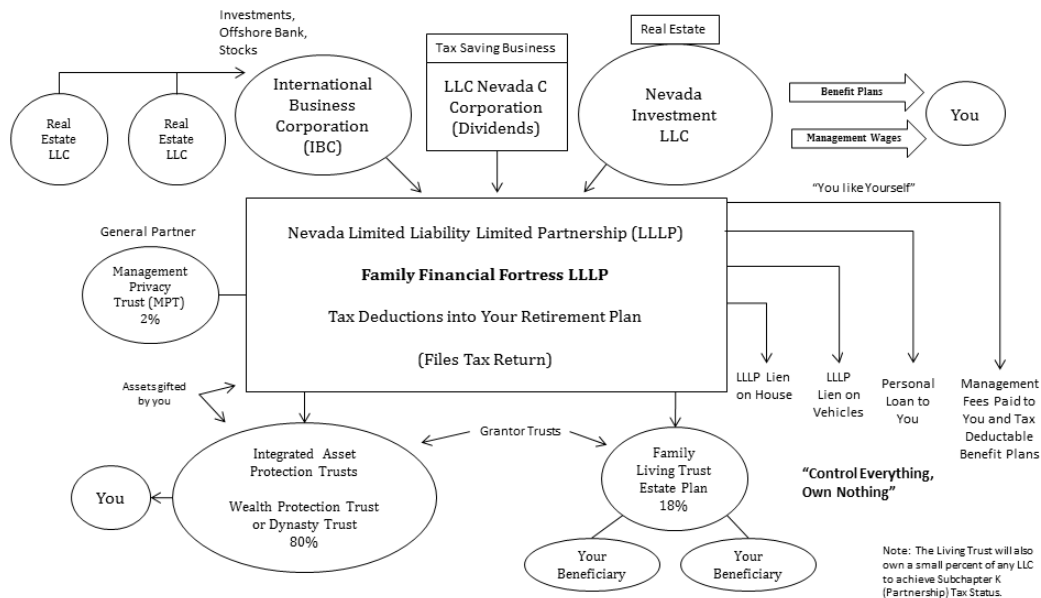 Investments,
Offshore Bank,
Stocks
Real Estate
Tax Saving Business
Real
Estate
LLC
Real
Estate
LLC
International
Business
Corporation
(IBC)
LLC Nevada C
Corporation
(Dividends)
Nevada
Investment
LLC
Benefit Plans
Management Wages
You
"You like Yourself"
General Partner
Management
Privacy
Trust (MPT)
2%
Nevada Limited Liability Limited Partnership (LLLP)
Family Financial Fortress LLLP
Tax Deductions into Your Retirement Plan
(Files Tax Return)
LLLP Lien
on House
LLLP
Lien on
Vehicles
Personal
Loan to
You
Management
Fees Paid to
You and Tax
Deductable
Benefit Plans
Assets gifted
by you
Grantor Trusts
You
Integrated Asset
Protection Trusts
Wealth Protection Trust
or Dynasty Trust
80%
Family
Living Trust
Estate Plan
18%
"Control Everything,
Own Nothing"
Your
Beneficiary
Your
Beneficiary
Note: The Living Trust will also
own a small percent of any LLC
to achieve Subchapter K
(Partnership) Tax Status.